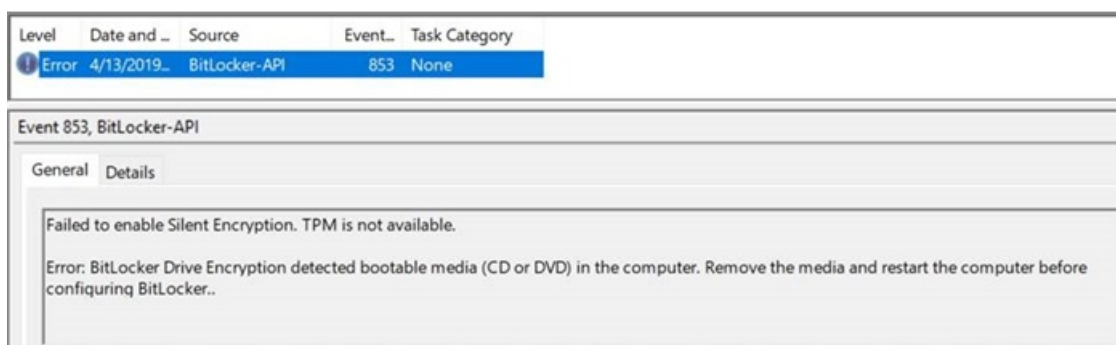 Level Date and ... Source Event... Task Category
Error 4/13/2019... BitLocker-API 853 None
Event 853, BitLocker-API
General Details
Failed to enable Silent Encryption. TPM is not available.
Error: BitLocker Drive Encryption detected bootable media (CD or DVD) in the computer. Remove the media and restart the computer before
configuring BitLocker..